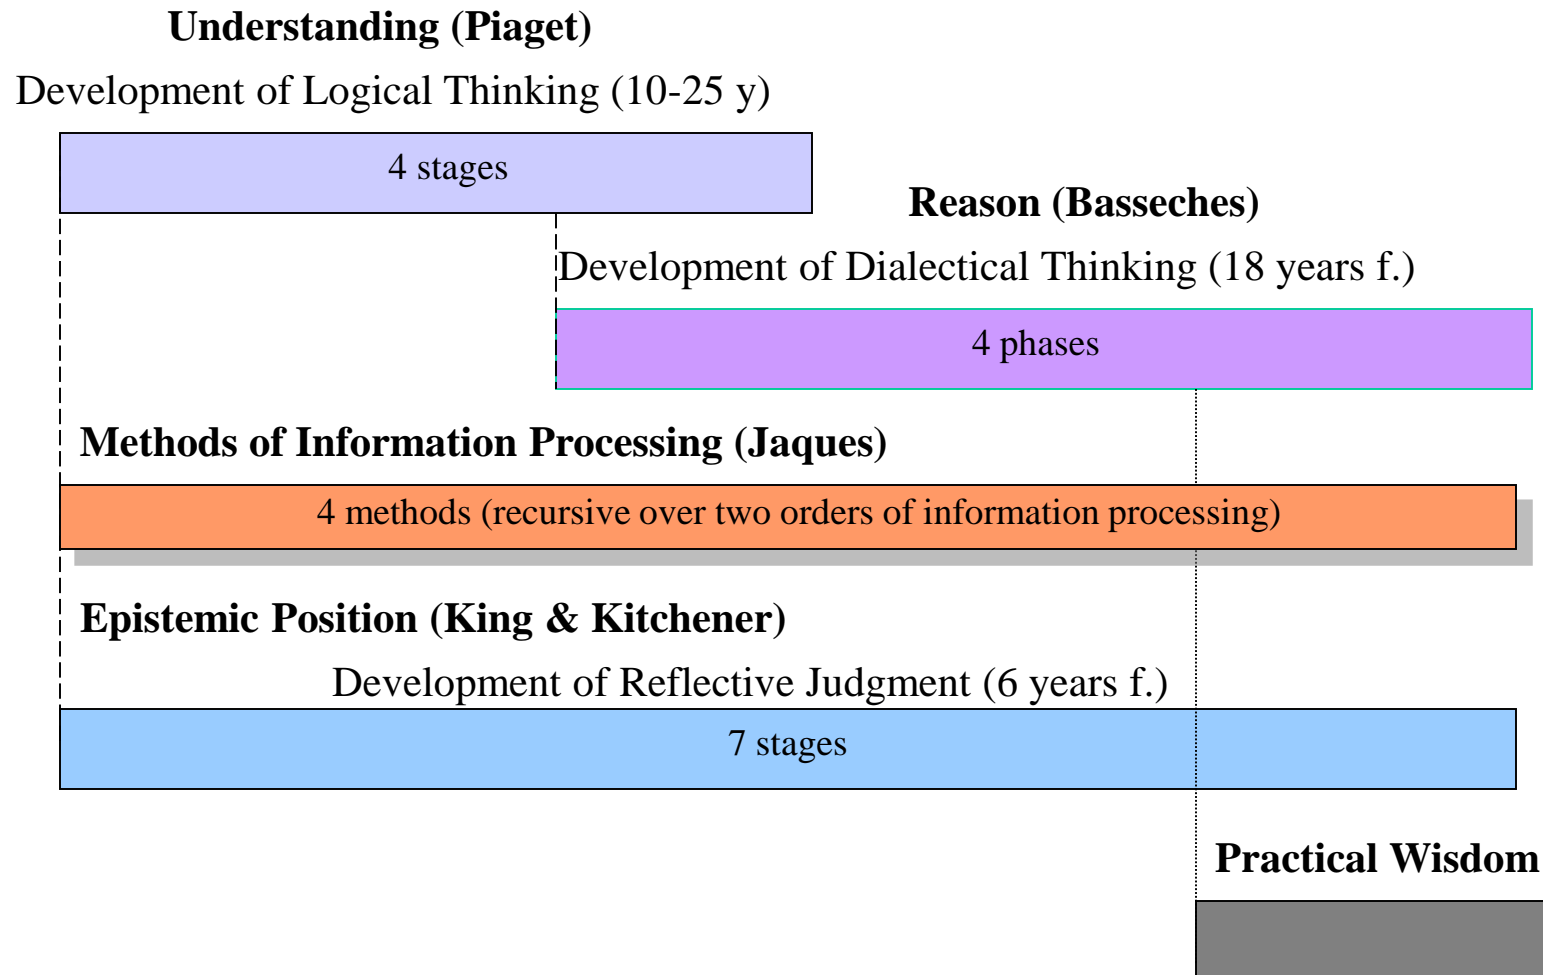 Understanding (Piaget)
Development of Logical Thinking (10-25 y)
4 stages
Reason (Basseches)
Development of Dialectical Thinking (18 years f.)
4 phases
Methods of Information Processing (Jaques)
4 methods (recursive over two orders of information processing)
Epistemic Position (King & Kitchener)
Development of Reflective Judgment (6 years f.)
7 stages
Practical Wisdom